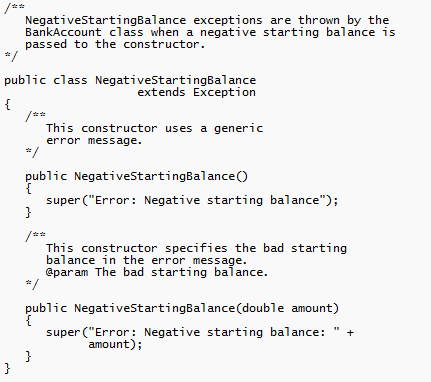 /**
   NegativeStartingBalance exceptions are thrown by the
   BankAccount class when a negative starting balance is
   passed to the constructor.
*/
public class NegativeStartingBalance
                   extends Exception
{
   /**
      This constructor uses a generic
      error message.
   */
   public NegativeStartingBalance()
   {
      super("Error: Negative starting balance");
   }
   /**
      This constructor specifies the bad starting
      balance in the error message.
      @param The bad starting balance.
   */
   public NegativeStartingBalance(double amount)
   {
      super("Error: Negative starting balance: " +
            amount);
   }
}